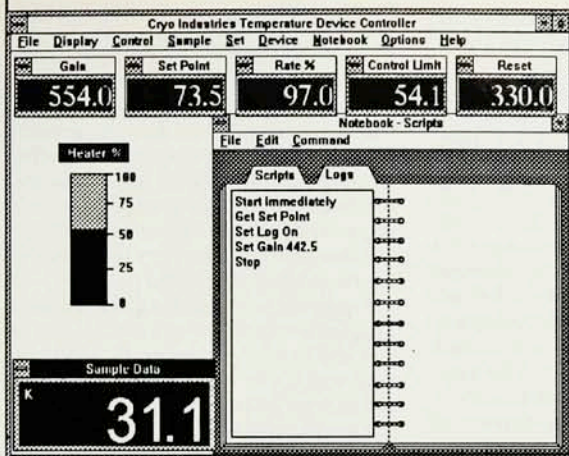 Cryo Industries Temperature Device Controller
File Display Control Sample Set Device Notebook Options Help
Gain Set Point Rate % Control Limit Reset
554.0 73.5 97.0 54.1 330.0
Notebook - Scripts
File Edit Command
Heater %
100
75
50
25
0
Scripts Logs
Start Immediately
Get Set Point
Set Log On
Set Gain 442.5
Stop
Sample Data
K
31.1